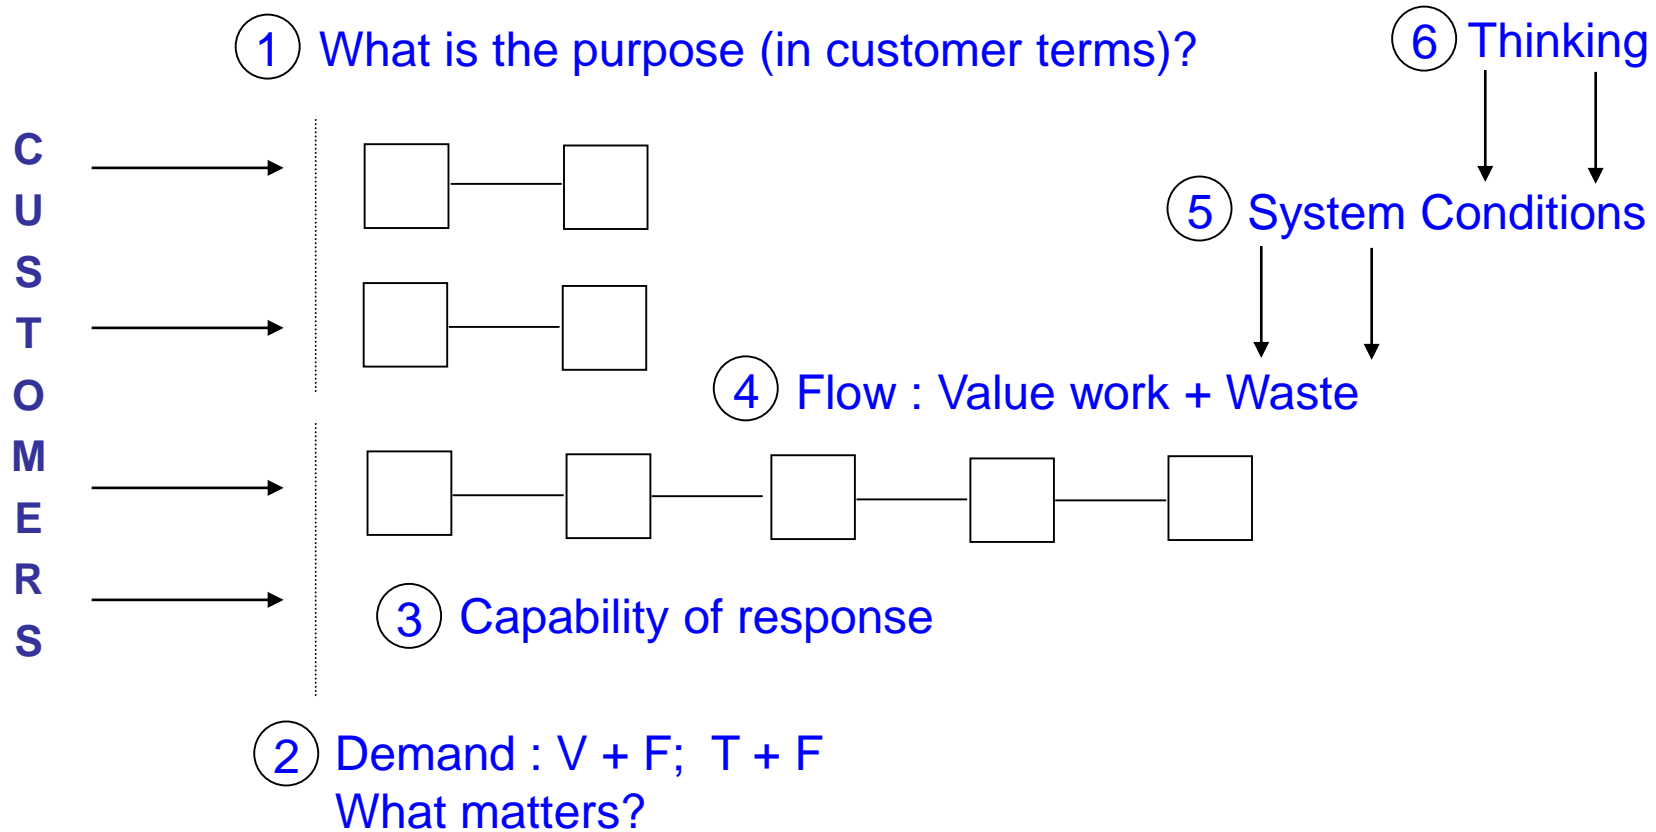 1 What is the purpose (in customer terms)?
6 Thinking
CUSTOMERS
5 System Conditions
4 Flow : Value work + Waste
3 Capability of response
2 Demand : V + F; T + F
What matters?